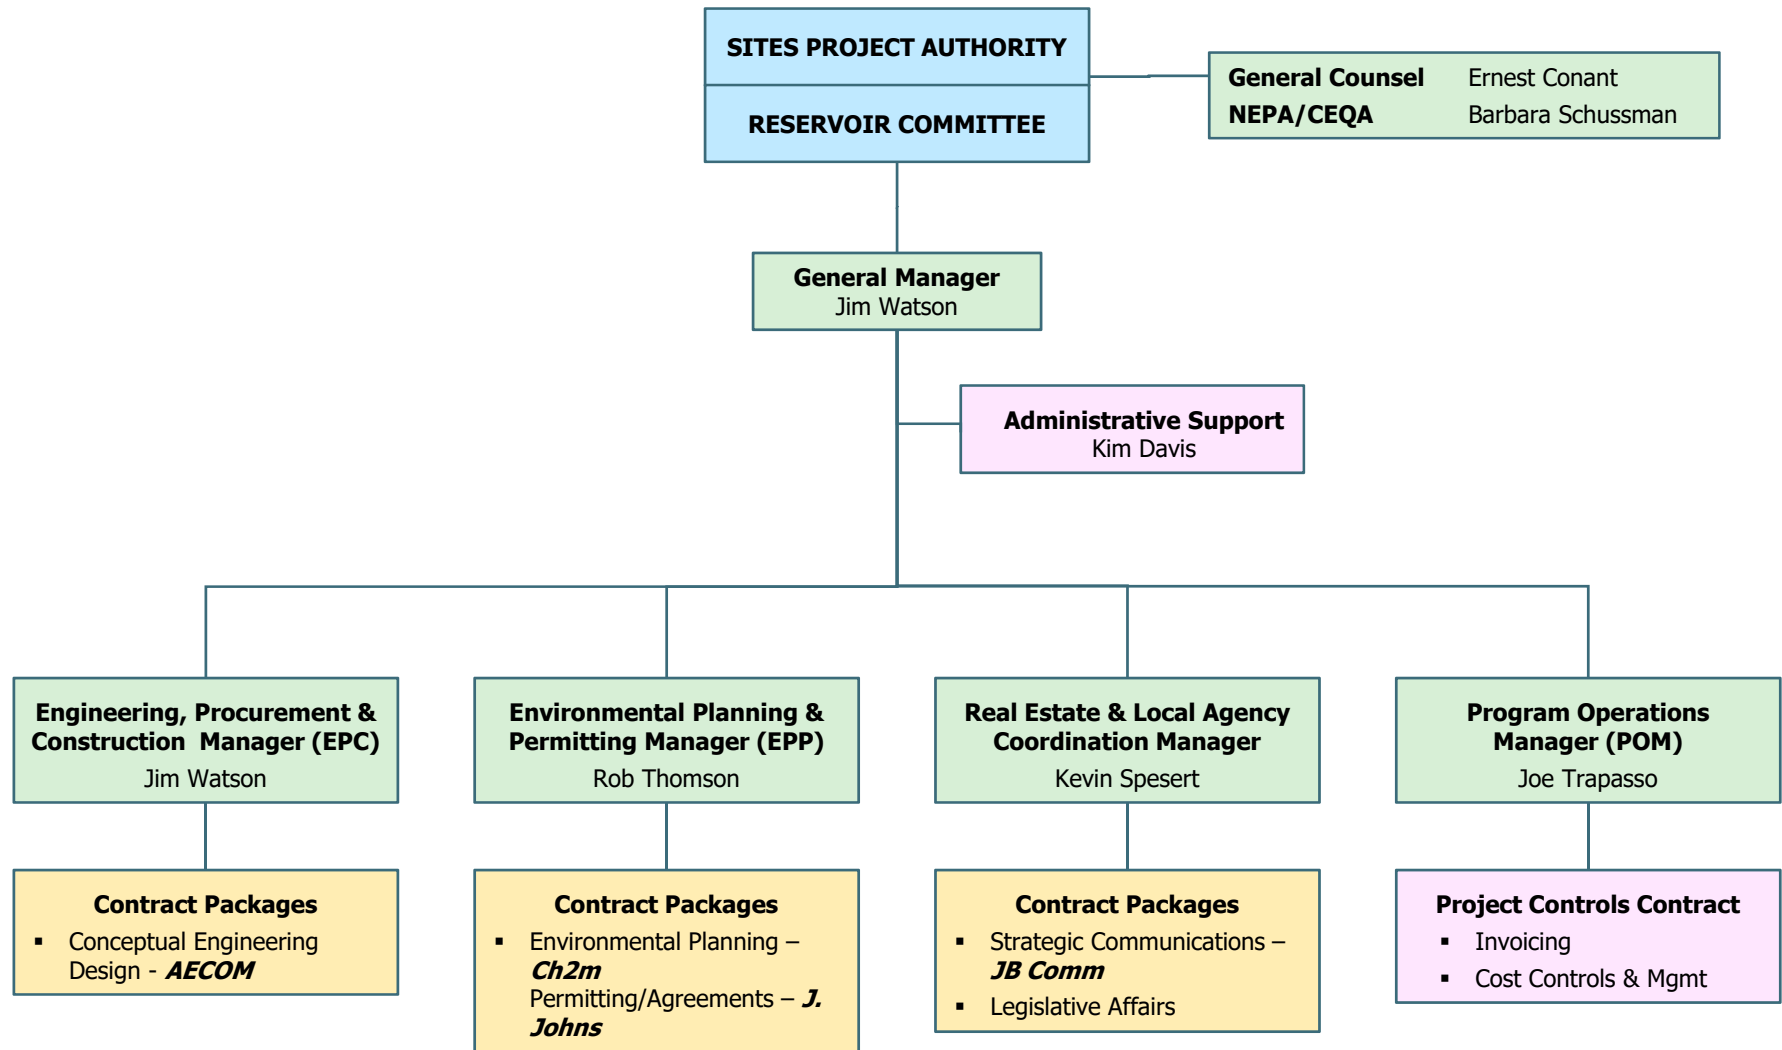 SITES PROJECT AUTHORITY
RESERVOIR COMMITTEE
General Counsel Ernest Conant
NEPA/CEQA Barbara Schussman
General Manager
Jim Watson
Administrative Support
Kim Davis
Engineering, Procurement &
Construction Manager (EPC)
Jim Watson
Environmental Planning &
Permitting Manager (EPP)
Rob Thomson
Real Estate & Local Agency
Coordination Manager
Kevin Spesert
Program Operations
Manager (POM)
Joe Trapasso
Contract Packages
▪ Conceptual Engineering
Design - AECOM
Contract Packages
▪ Environmental Planning –
Ch2m
Permitting/Agreements – J.
Johns
Contract Packages
▪ Strategic Communications –
JB Comm
▪ Legislative Affairs
Project Controls Contract
▪ Invoicing
▪ Cost Controls & Mgmt